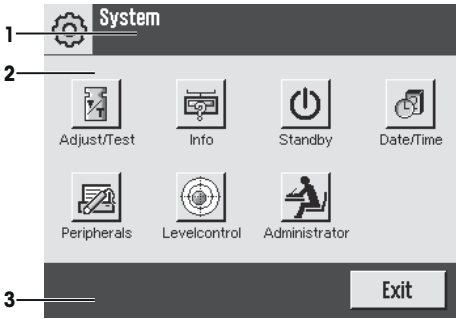 System
1
2
Adjust/Test Info Standby Date/Time
Peripherals Levelcontrol Administrator
3
Exit